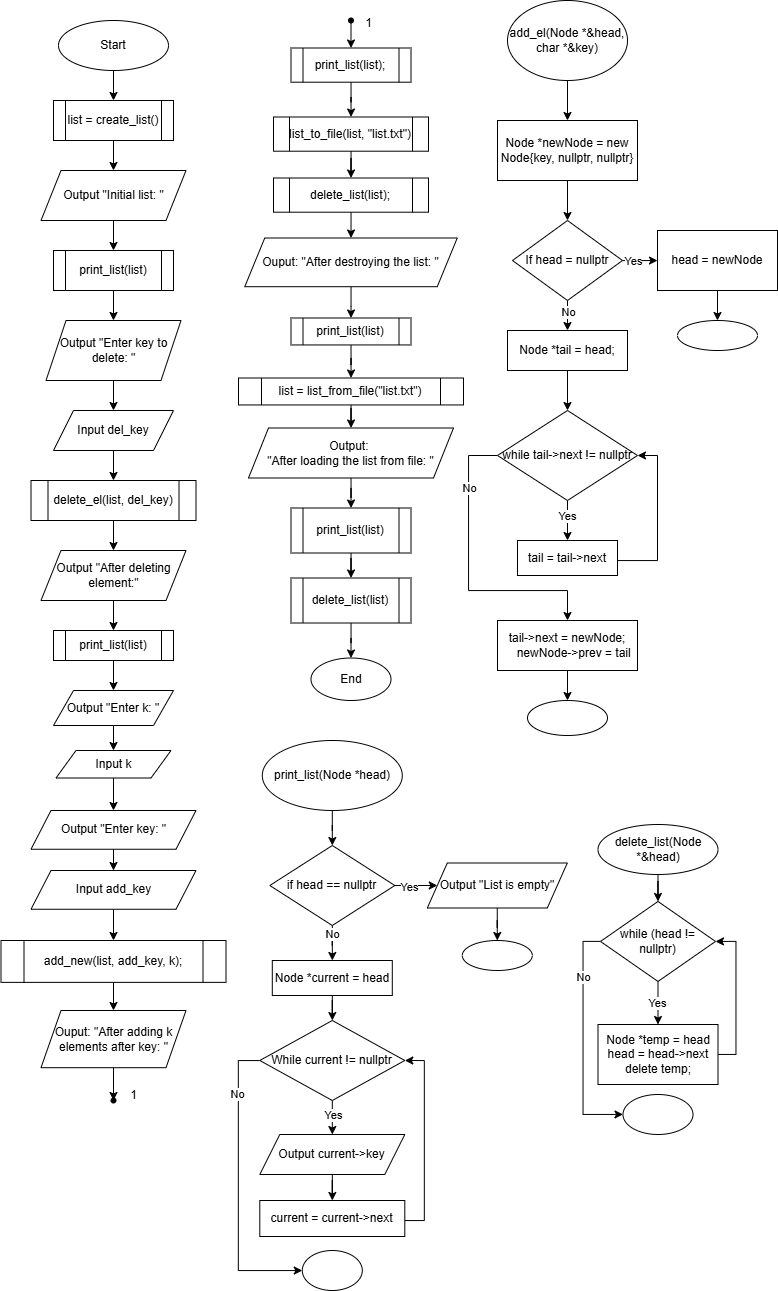 Start
list = create_list()
Output "Initial list: "
print_list(list)
Output "Enter key to
delete: "
Input del_key
delete_el(list, del_key)
Output "After deleting
element:"
print_list(list)
Output "Enter k: "
Input k
Output "Enter key: "
Input add_key
add_new(list, add_key, k);
Ouput: "After adding k
elements after key: "
1
1
print_list(list);
list_to_file(list, "list.txt")
delete_list(list);
Ouput: "After destroying the list: "
print_list(list)
list = list_from_file("list.txt")
Output:
"After loading the list from file: "
print_list(list)
delete_list(list)
End
add_el(Node *&head,
char *&key)
Node *newNode = new
Node{key, nullptr, nullptr}
If head = nullptr
Yes
head = newNode
No
Node *tail = head;
while tail->next != nullptr
No
Yes
tail = tail->next
tail->next = newNode;
newNode->prev = tail
print_list(Node *head)
if head == nullptr
Yes
Output "List is empty"
No
Node *current = head
While current != nullptr
No
Yes
Output current->key
current = current->next
delete_list(Node
*&head)
while (head !=
nullptr)
No
Yes
Node *temp = head
head = head->next
delete temp;